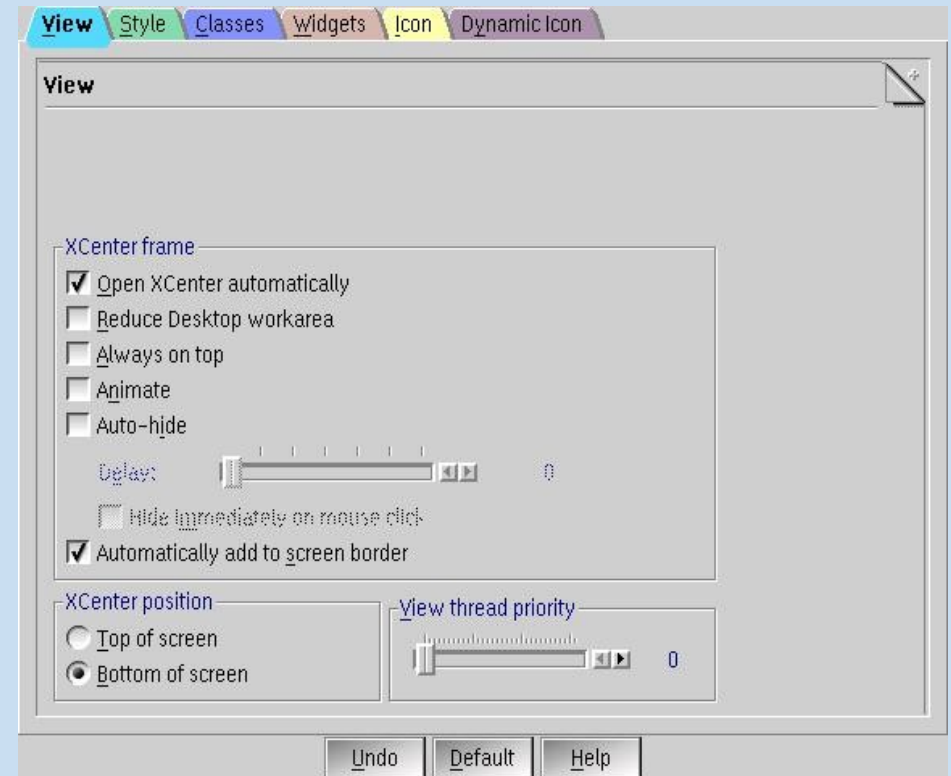 View Style Classes Widgets Icon Dynamic Icon
View
XCenter frame
Open XCenter automatically
Reduce Desktop workarea
Always on top
Animate
Auto-hide
Delay: 0
Hide immediately on mouse click
Automatically add to screen border
XCenter position
Top of screen
Bottom of screen
View thread priority
0
Undo Default Help